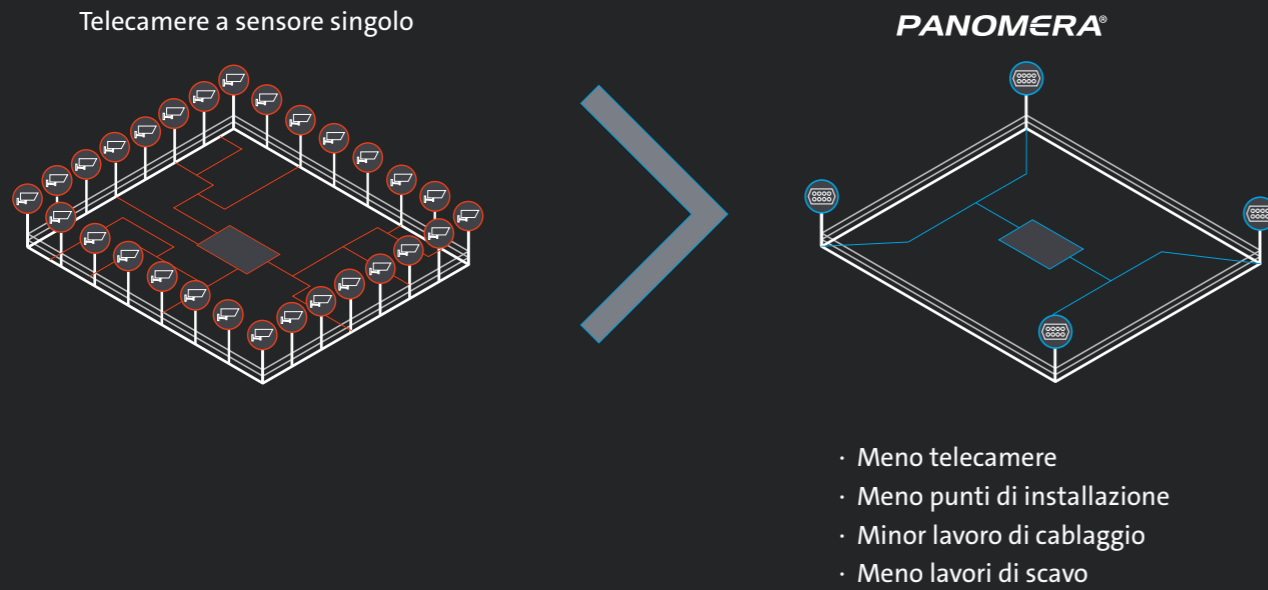 Telecamere a sensore singolo
PANOMERA®
· Meno telecamere
· Meno punti di installazione
· Minor lavoro di cablaggio
· Meno lavori di scavo